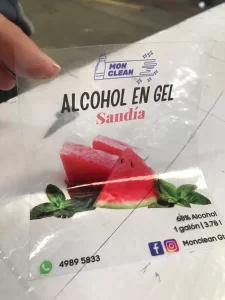 MON
CLEAN
ALCOHOL EN GEL
Sandía
68% Alcohol
1 galón | 3.78 l
Monclean Gt
4989 5833